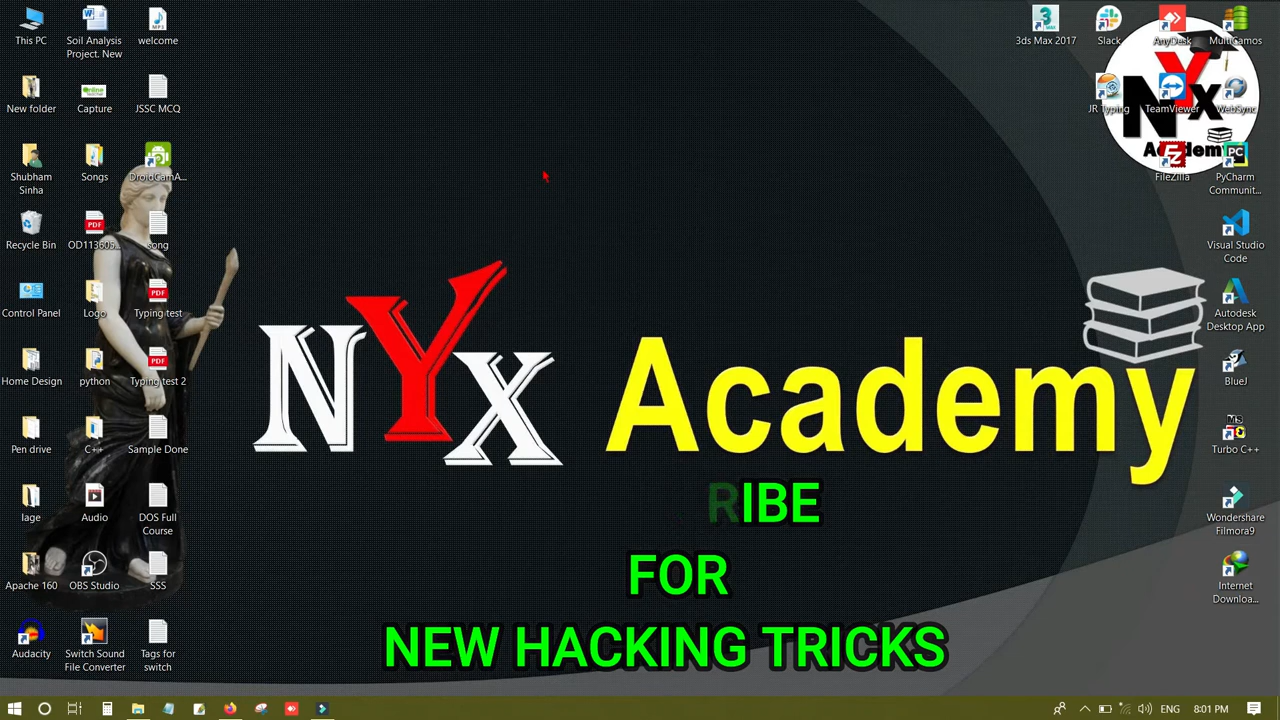 This PC
Soil Analysis
Project. New
welcome
3ds Max 2017
Slack
AnyDesk
MultiGamos
New folder
Capture
JSSC MCQ
JR Typing
TeamViewer
WebSync
NYx
Academy
Shubham
Sinha
Songs
DroidCamA...
FileZilla
PyCharm
Communit...
Recycle Bin
OD113605...
song
Visual Studio
Code
Control Panel
Logo
Typing test
Autodesk
Desktop App
NYx Academy
Home Design
python
Typing test 2
BlueJ
Pen drive
C++
Sample Done
Turbo C++
lage
Audio
DOS Full
Course
RIBE
Wondershare
Filmora9
Apache 160
OBS Studio
SSS
FOR
Internet
Downloa...
Audacity
Switch Sound
File Converter
Tags for
switch
NEW HACKING TRICKS
ENG
8:01 PM